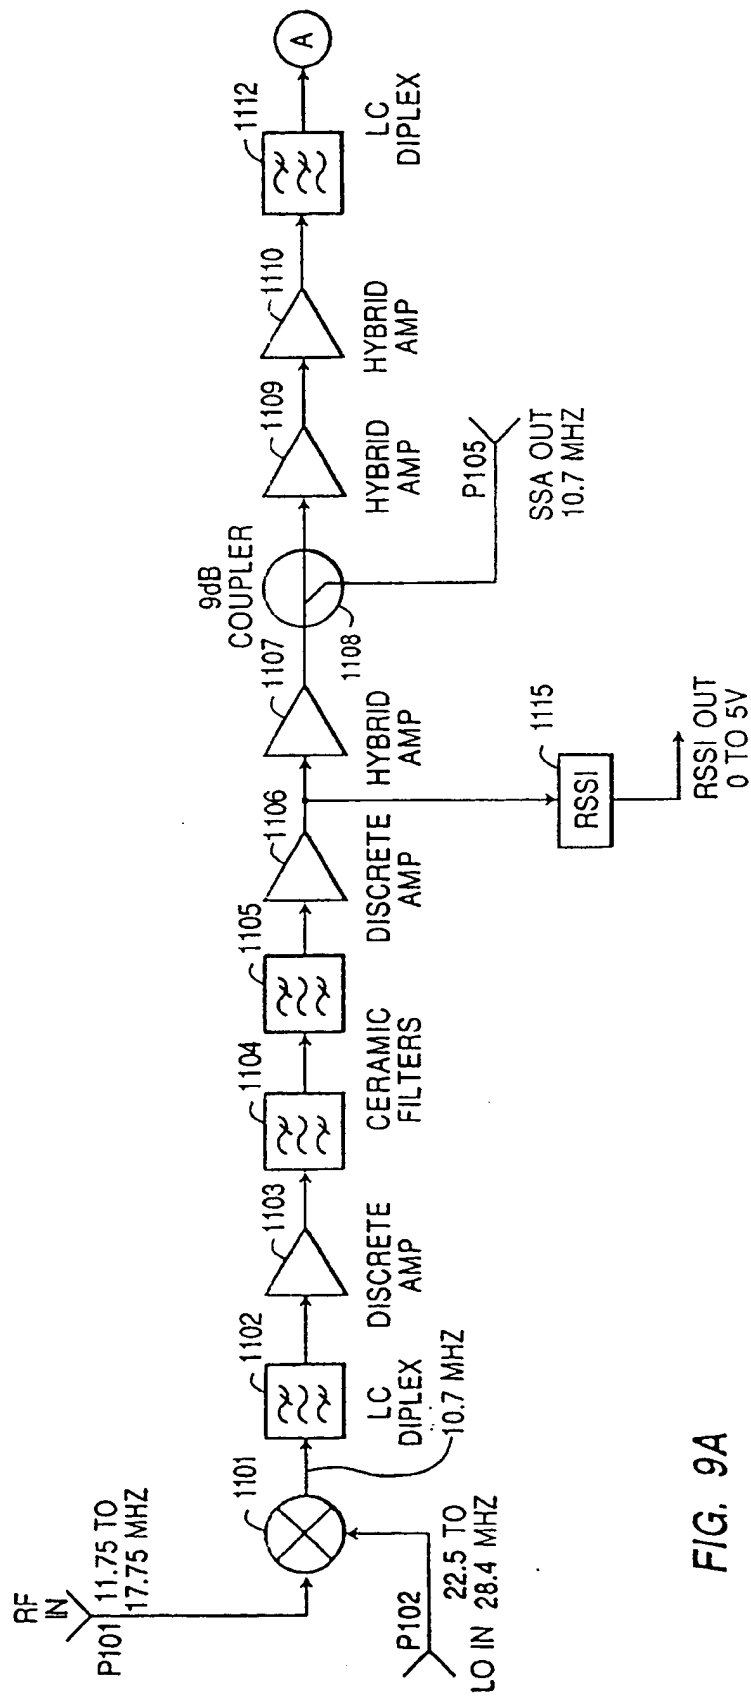 RF
IN
P101
11.75 TO
17.75 MHZ
1101
P102
LO IN
22.5 TO
28.4 MHZ
10.7 MHZ
1102
LC
DIPLEX
1103
DISCRETE
AMP
1104
1105
CERAMIC
FILTERS
1106
DISCRETE
AMP
1107
HYBRID
AMP
9dB
COUPLER
1108
1109
HYBRID
AMP
1110
HYBRID
AMP
1112
LC
DIPLEX
A
P105
SSA OUT
10.7 MHZ
1115
RSSI
RSSI OUT
0 TO 5V
FIG. 9A